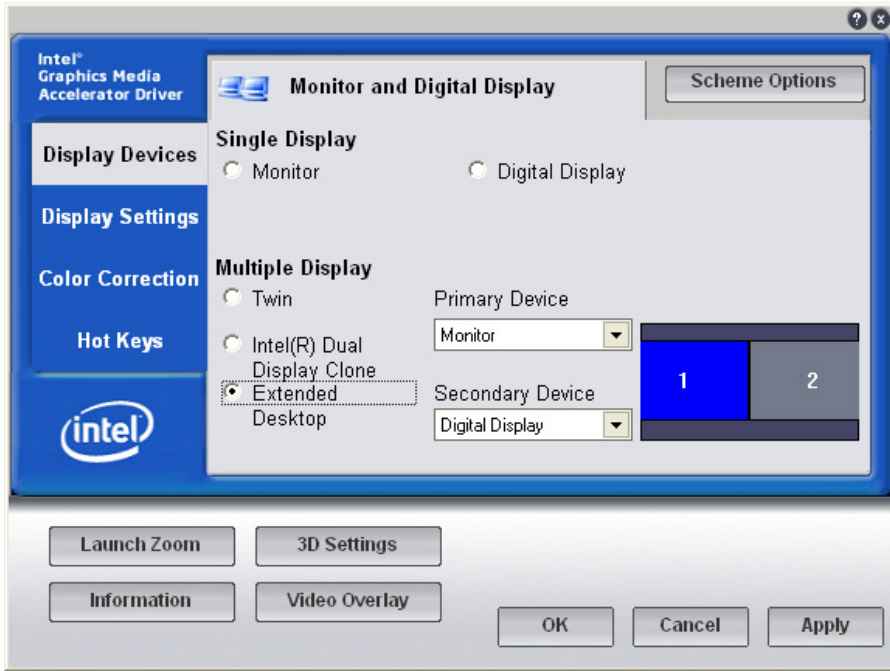 Intel®
Graphics Media
Accelerator Driver
Monitor and Digital Display
Scheme Options
Display Devices
Display Settings
Color Correction
Hot Keys
intel
Single Display
Monitor
Digital Display
Multiple Display
Twin
Intel(R) Dual
Display Clone
Extended
Desktop
Primary Device
Monitor
Secondary Device
Digital Display
1
2
Launch Zoom
3D Settings
Information
Video Overlay
OK
Cancel
Apply